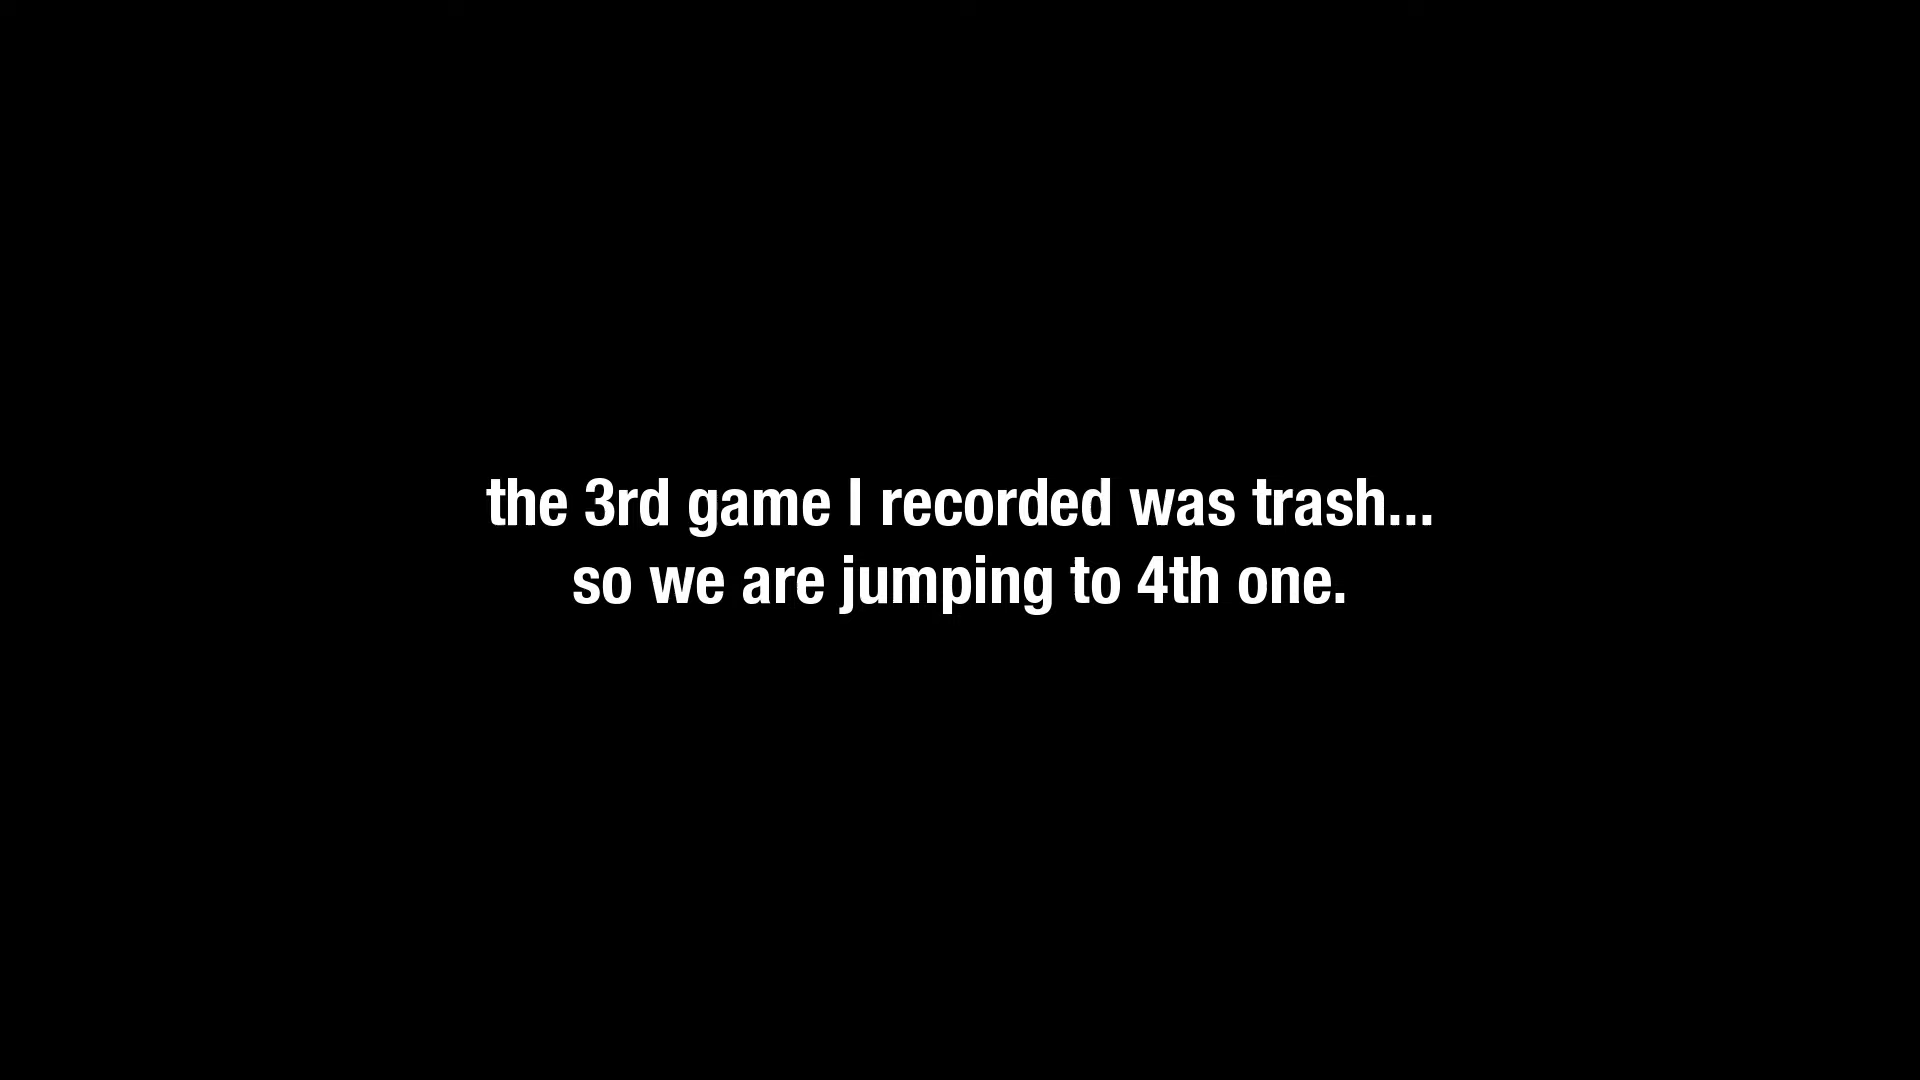 the 3rd game I recorded was trash...
so we are jumping to 4th one.